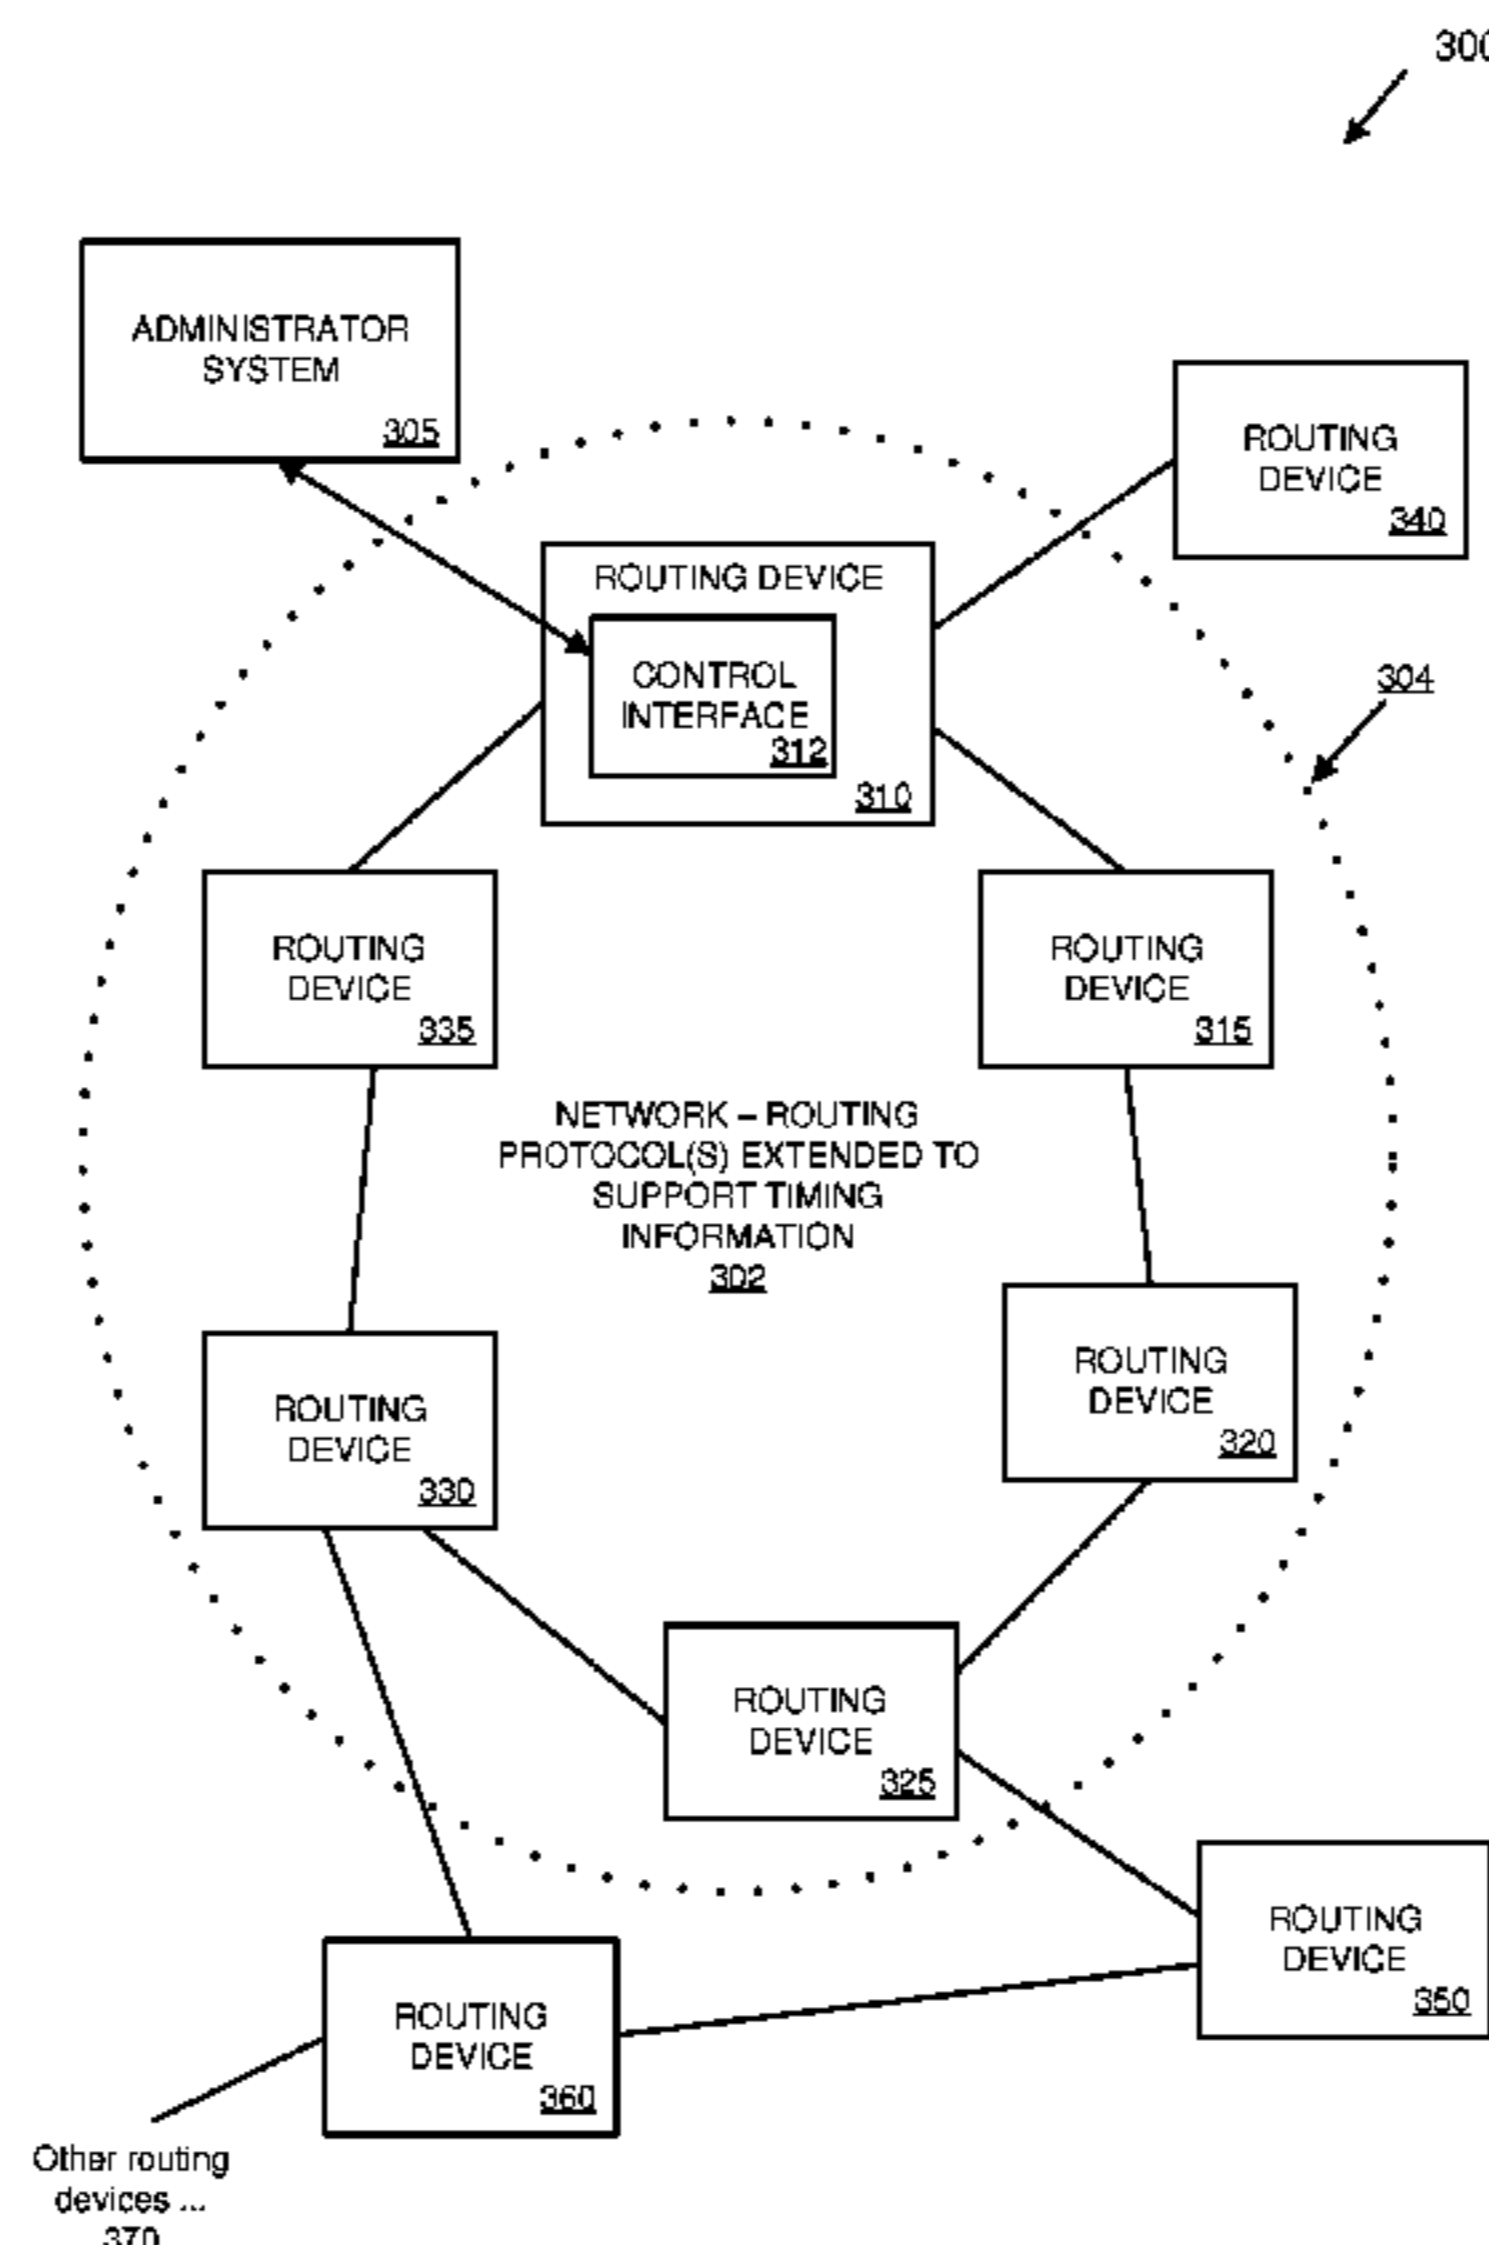 300
ADMINISTRATOR
SYSTEM
305
ROUTING
DEVICE
340
ROUTING DEVICE
CONTROL
INTERFACE
312
310
304
ROUTING
DEVICE
335
ROUTING
DEVICE
315
NETWORK – ROUTING
PROTOCOL(S) EXTENDED TO
SUPPORT TIMING
INFORMATION
302
ROUTING
DEVICE
320
ROUTING
DEVICE
330
ROUTING
DEVICE
325
ROUTING
DEVICE
350
ROUTING
DEVICE
360
Other routing
devices ...
370